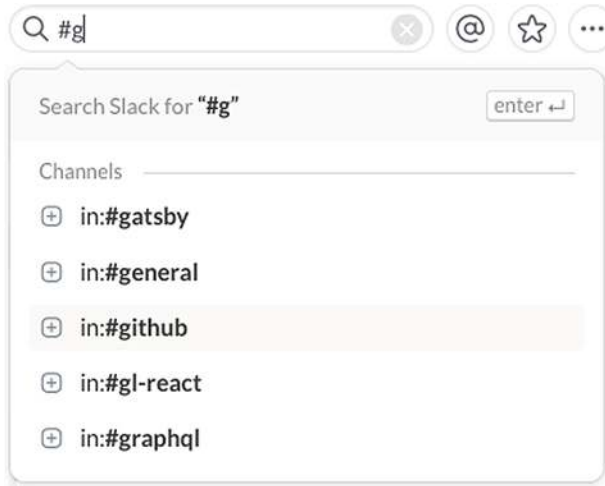 #g
Search Slack for “#g” enter ↵
Channels
in:#gatsby
in:#general
in:#github
in:#gl-react
in:#graphql